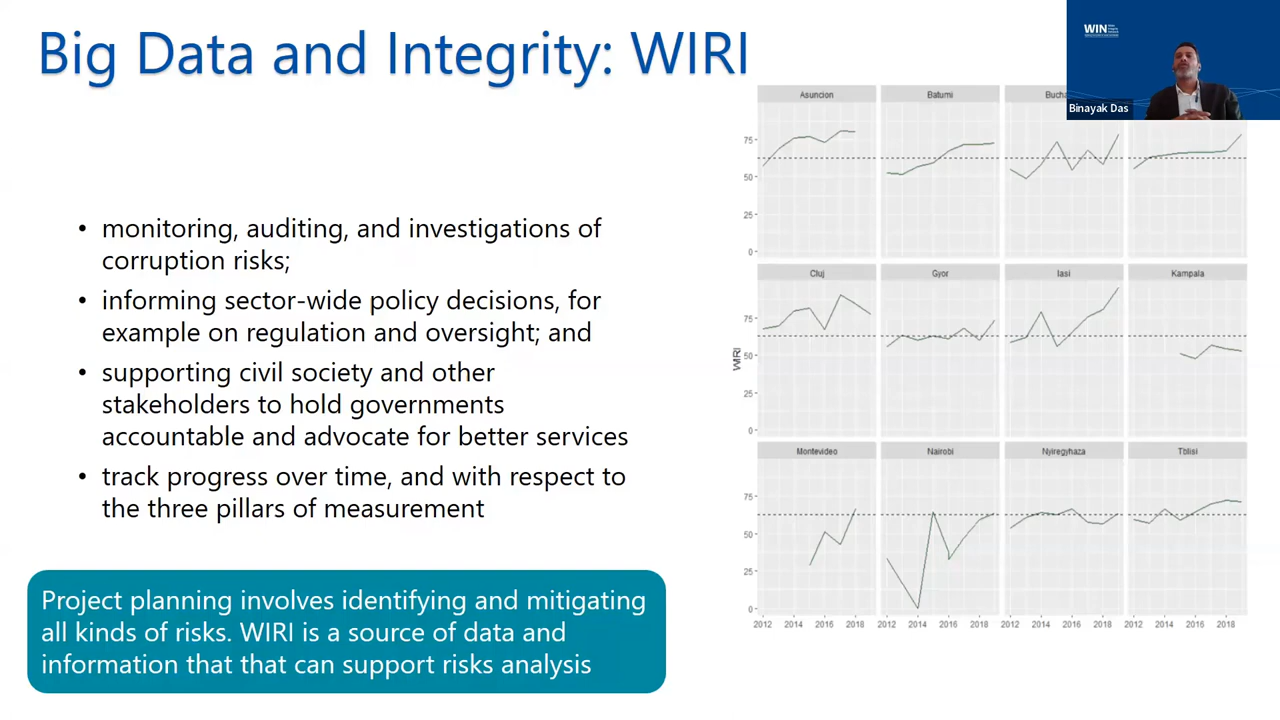 Big Data and Integrity: WIRI
WIN
Binayak Das
monitoring, auditing, and investigations of
corruption risks;
informing sector-wide policy decisions, for
example on regulation and oversight; and
supporting civil society and other
stakeholders to hold governments
accountable and advocate for better services
track progress over time, and with respect to
the three pillars of measurement
Project planning involves identifying and mitigating
all kinds of risks. WIRI is a source of data and
information that that can support risks analysis
WIRI
Asuncion Batumi Bucha
75
50
25
0
Cluj Gyor Iasi Kampala
75
50
25
0
Montevideo Nairobi Nyiregyhaza Tbilisi
75
50
25
0
2012 2014 2016 2018 2012 2014 2016 2018 2012 2014 2016 2018 2012 2014 2016 2018